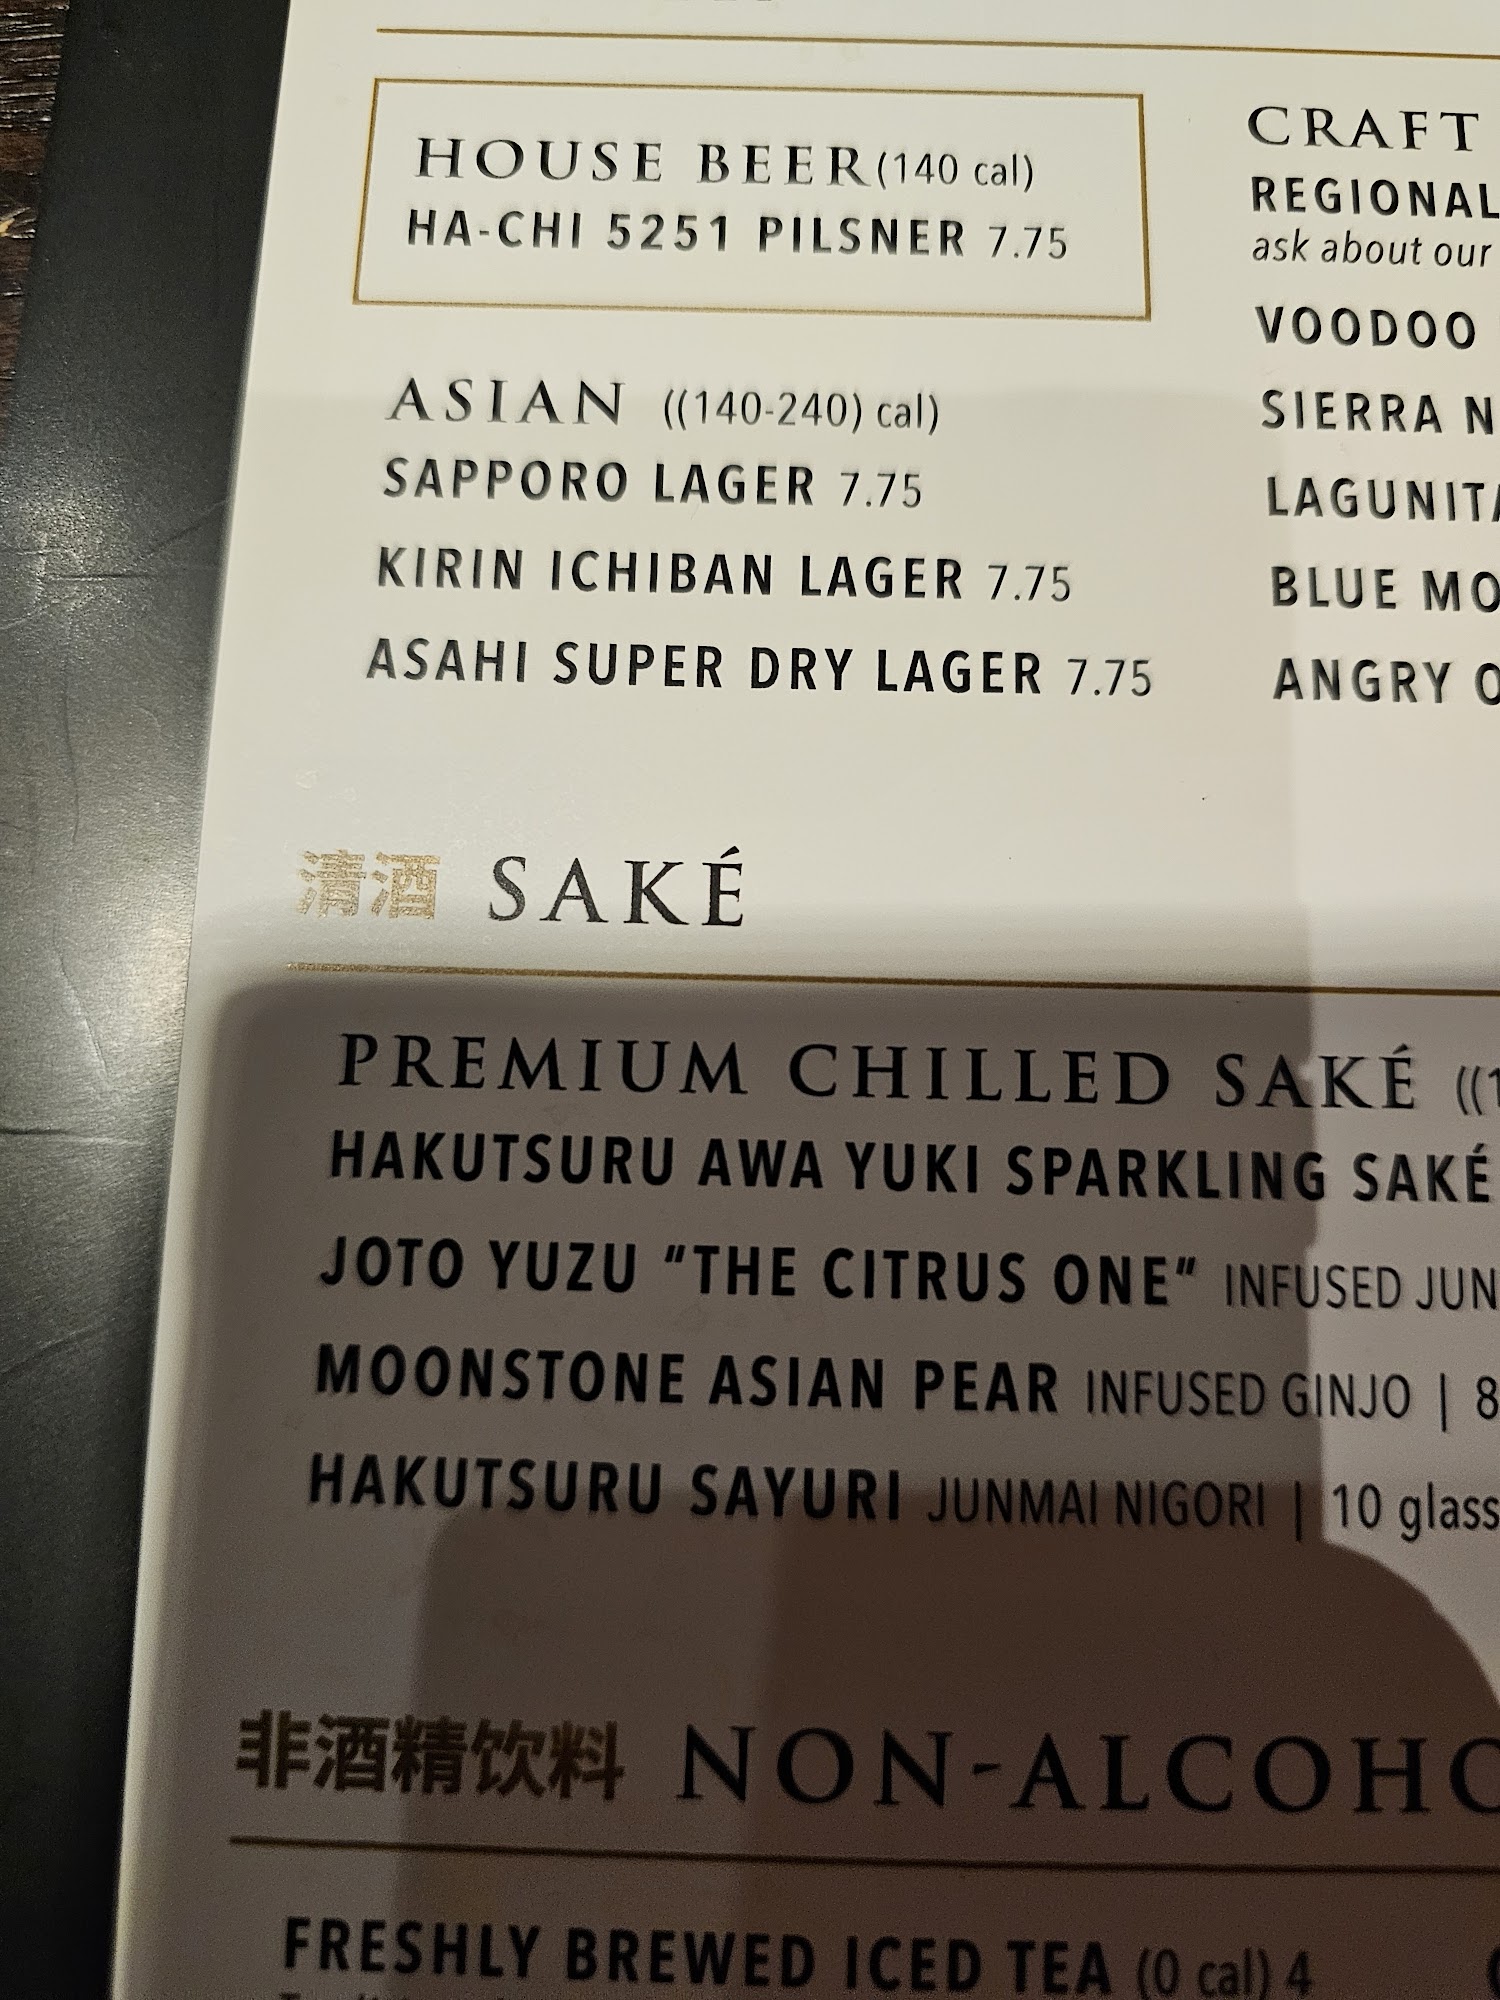 HOUSE BEER (140 cal)
HA-CHI 5251 PILSNER 7.75
ASIAN ((140-240) cal)
SAPPORO LAGER 7.75
KIRIN ICHIBAN LAGER 7.75
ASAHI SUPER DRY LAGER 7.75
CRAFT
REGIONAL
ask about our
VOODOO
SIERRA N
LAGUNITA
BLUE MO
ANGRY O
清酒 SAKÉ
PREMIUM CHILLED SAKÉ ((1
HAKUTSURU AWA YUKI SPARKLING SAKÉ
JOTO YUZU "THE CITRUS ONE" INFUSED JUN
MOONSTONE ASIAN PEAR INFUSED GINJO | 8
HAKUTSURU SAYURI JUNMAI NIGORI | 10 glass
非酒精饮料 NON-ALCOHO
FRESHLY BREWED ICED TEA (0 cal) 4